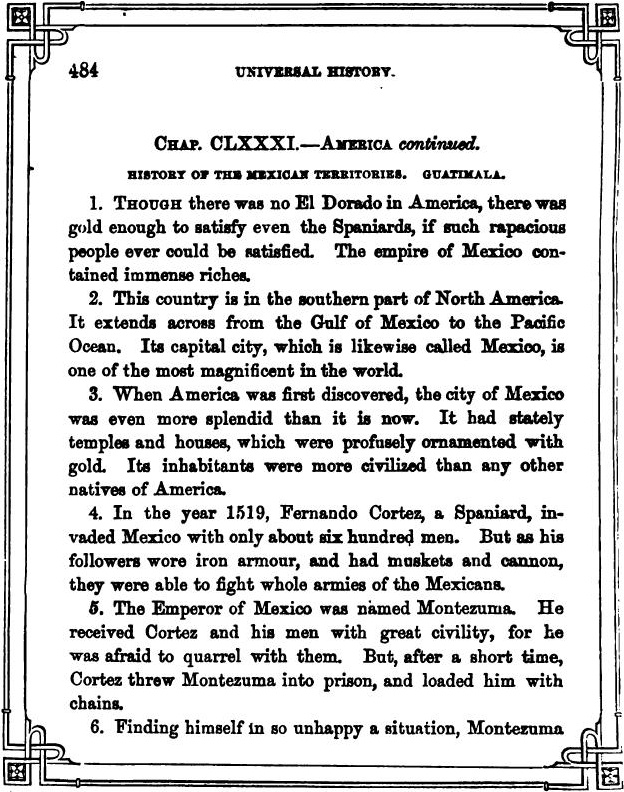 484 UNIVERSAL HISTORY.
CHAP. CLXXXI.—AMERICA continued.
HISTORY OF THE MEXICAN TERRITORIES. GUATIMALA.
1. THOUGH there was no El Dorado in America, there was
gold enough to satisfy even the Spaniards, if such rapacious
people ever could be satisfied. The empire of Mexico con-
tained immense riches.
2. This country is in the southern part of North America.
It extends across from the Gulf of Mexico to the Pacific
Ocean. Its capital city, which is likewise called Mexico, is
one of the most magnificent in the world.
3. When America was first discovered, the city of Mexico
was even more splendid than it is now. It had stately
temples and houses, which were profusely ornamented with
gold. Its inhabitants were more civilized than any other
natives of America.
4. In the year 1519, Fernando Cortez, a Spaniard, in-
vaded Mexico with only about six hundred men. But as his
followers wore iron armour, and had muskets and cannon,
they were able to fight whole armies of the Mexicans.
5. The Emperor of Mexico was named Montezuma. He
received Cortez and his men with great civility, for he
was afraid to quarrel with them. But, after a short time,
Cortez threw Montezuma into prison, and loaded him with
chains.
6. Finding himself in so unhappy a situation, Montezuma